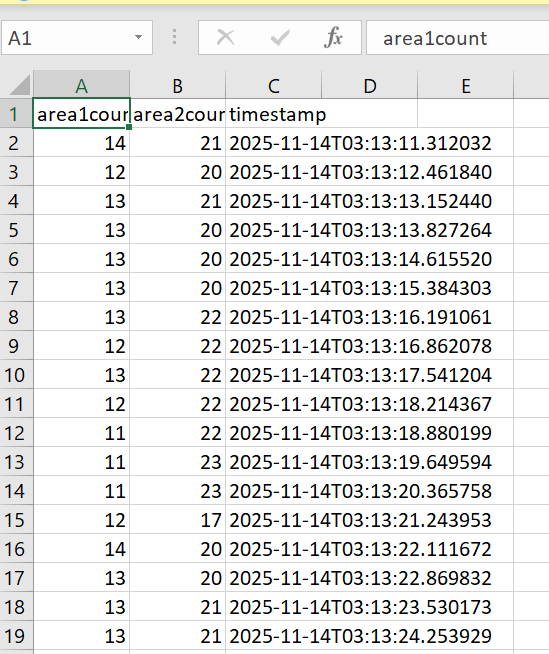 A1 fx area1count
A B C D E
1 area1coun area2coun timestamp
2 14 21 2025-11-14T03:13:11.312032
3 12 20 2025-11-14T03:13:12.461840
4 13 21 2025-11-14T03:13:13.152440
5 13 20 2025-11-14T03:13:13.827264
6 13 20 2025-11-14T03:13:14.615520
7 13 20 2025-11-14T03:13:15.384303
8 13 22 2025-11-14T03:13:16.191061
9 12 22 2025-11-14T03:13:16.862078
10 13 22 2025-11-14T03:13:17.541204
11 12 22 2025-11-14T03:13:18.214367
12 11 22 2025-11-14T03:13:18.880199
13 11 23 2025-11-14T03:13:19.649594
14 11 23 2025-11-14T03:13:20.365758
15 12 17 2025-11-14T03:13:21.243953
16 14 20 2025-11-14T03:13:22.111672
17 13 20 2025-11-14T03:13:22.869832
18 13 21 2025-11-14T03:13:23.530173
19 13 21 2025-11-14T03:13:24.253929